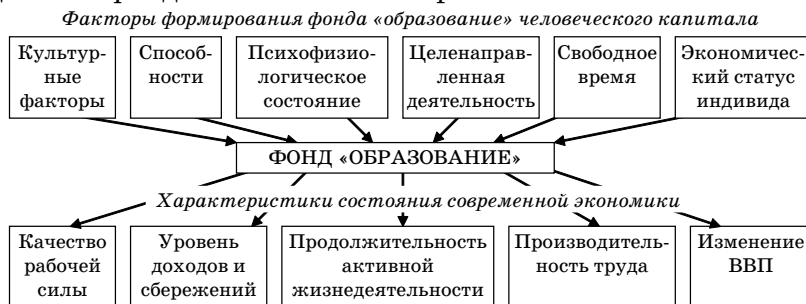 Факторы формирования фонда «образование» человеческого капитала
Культур-
ные
факторы
Способ-
ности
Психофизио-
логическое
состояние
Целенаправ-
ленная
деятельность
Свободное
время
Экономичес-
кий статус
индивида
ФОНД «ОБРАЗОВАНИЕ»
Характеристики состояния современной экономики
Качество
рабочей
силы
Уровень
доходов и
сбережений
Продолжительность
активной
жизнедеятельности
Производитель-
ность труда
Изменение
ВВП